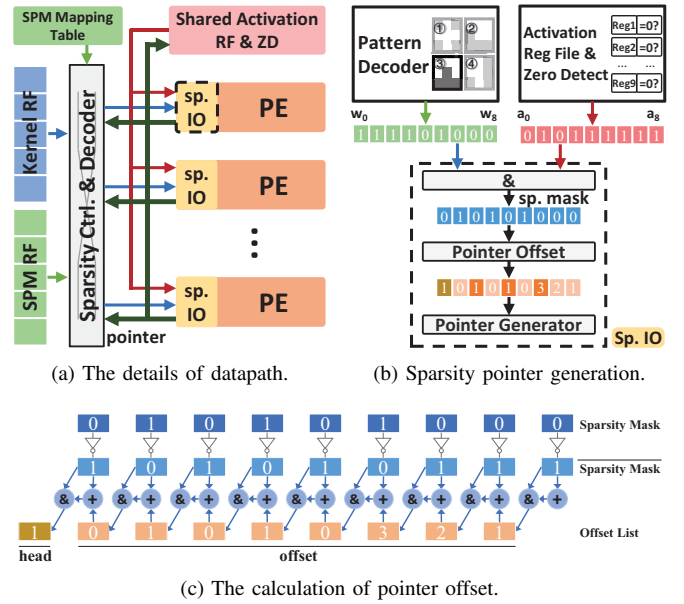 SPM Mapping
Table
Shared Activation
RF & ZD
Kernel RF
SPM RF
Sparsity Ctrl. & Decoder
sp.
IO
PE
sp.
IO
PE
sp.
IO
PE
pointer
(a) The details of datapath.
Pattern
Decoder
① ②
③ ④
Activation
Reg File &
Zero Detect
Reg1 =0?
Reg2 =0?
... ...
Reg9 =0?
w0 w8
a0 a8
1 1 1 1 0 1 0 0 0
0 1 0 1 1 1 1 1 1
&
sp. mask
0 1 0 1 0 1 0 0 0
Pointer Offset
1 0 1 0 1 0 3 2 1
Pointer Generator
Sp. IO
(b) Sparsity pointer generation.
0 1 0 1 0 1 0 0 0 Sparsity Mask
1 0 1 0 1 0 1 1 1 Sparsity Mask
& + & + & + & + & + & + & + & + & +
1 0 1 0 1 0 3 2 1 Offset List
head offset
(c) The calculation of pointer offset.